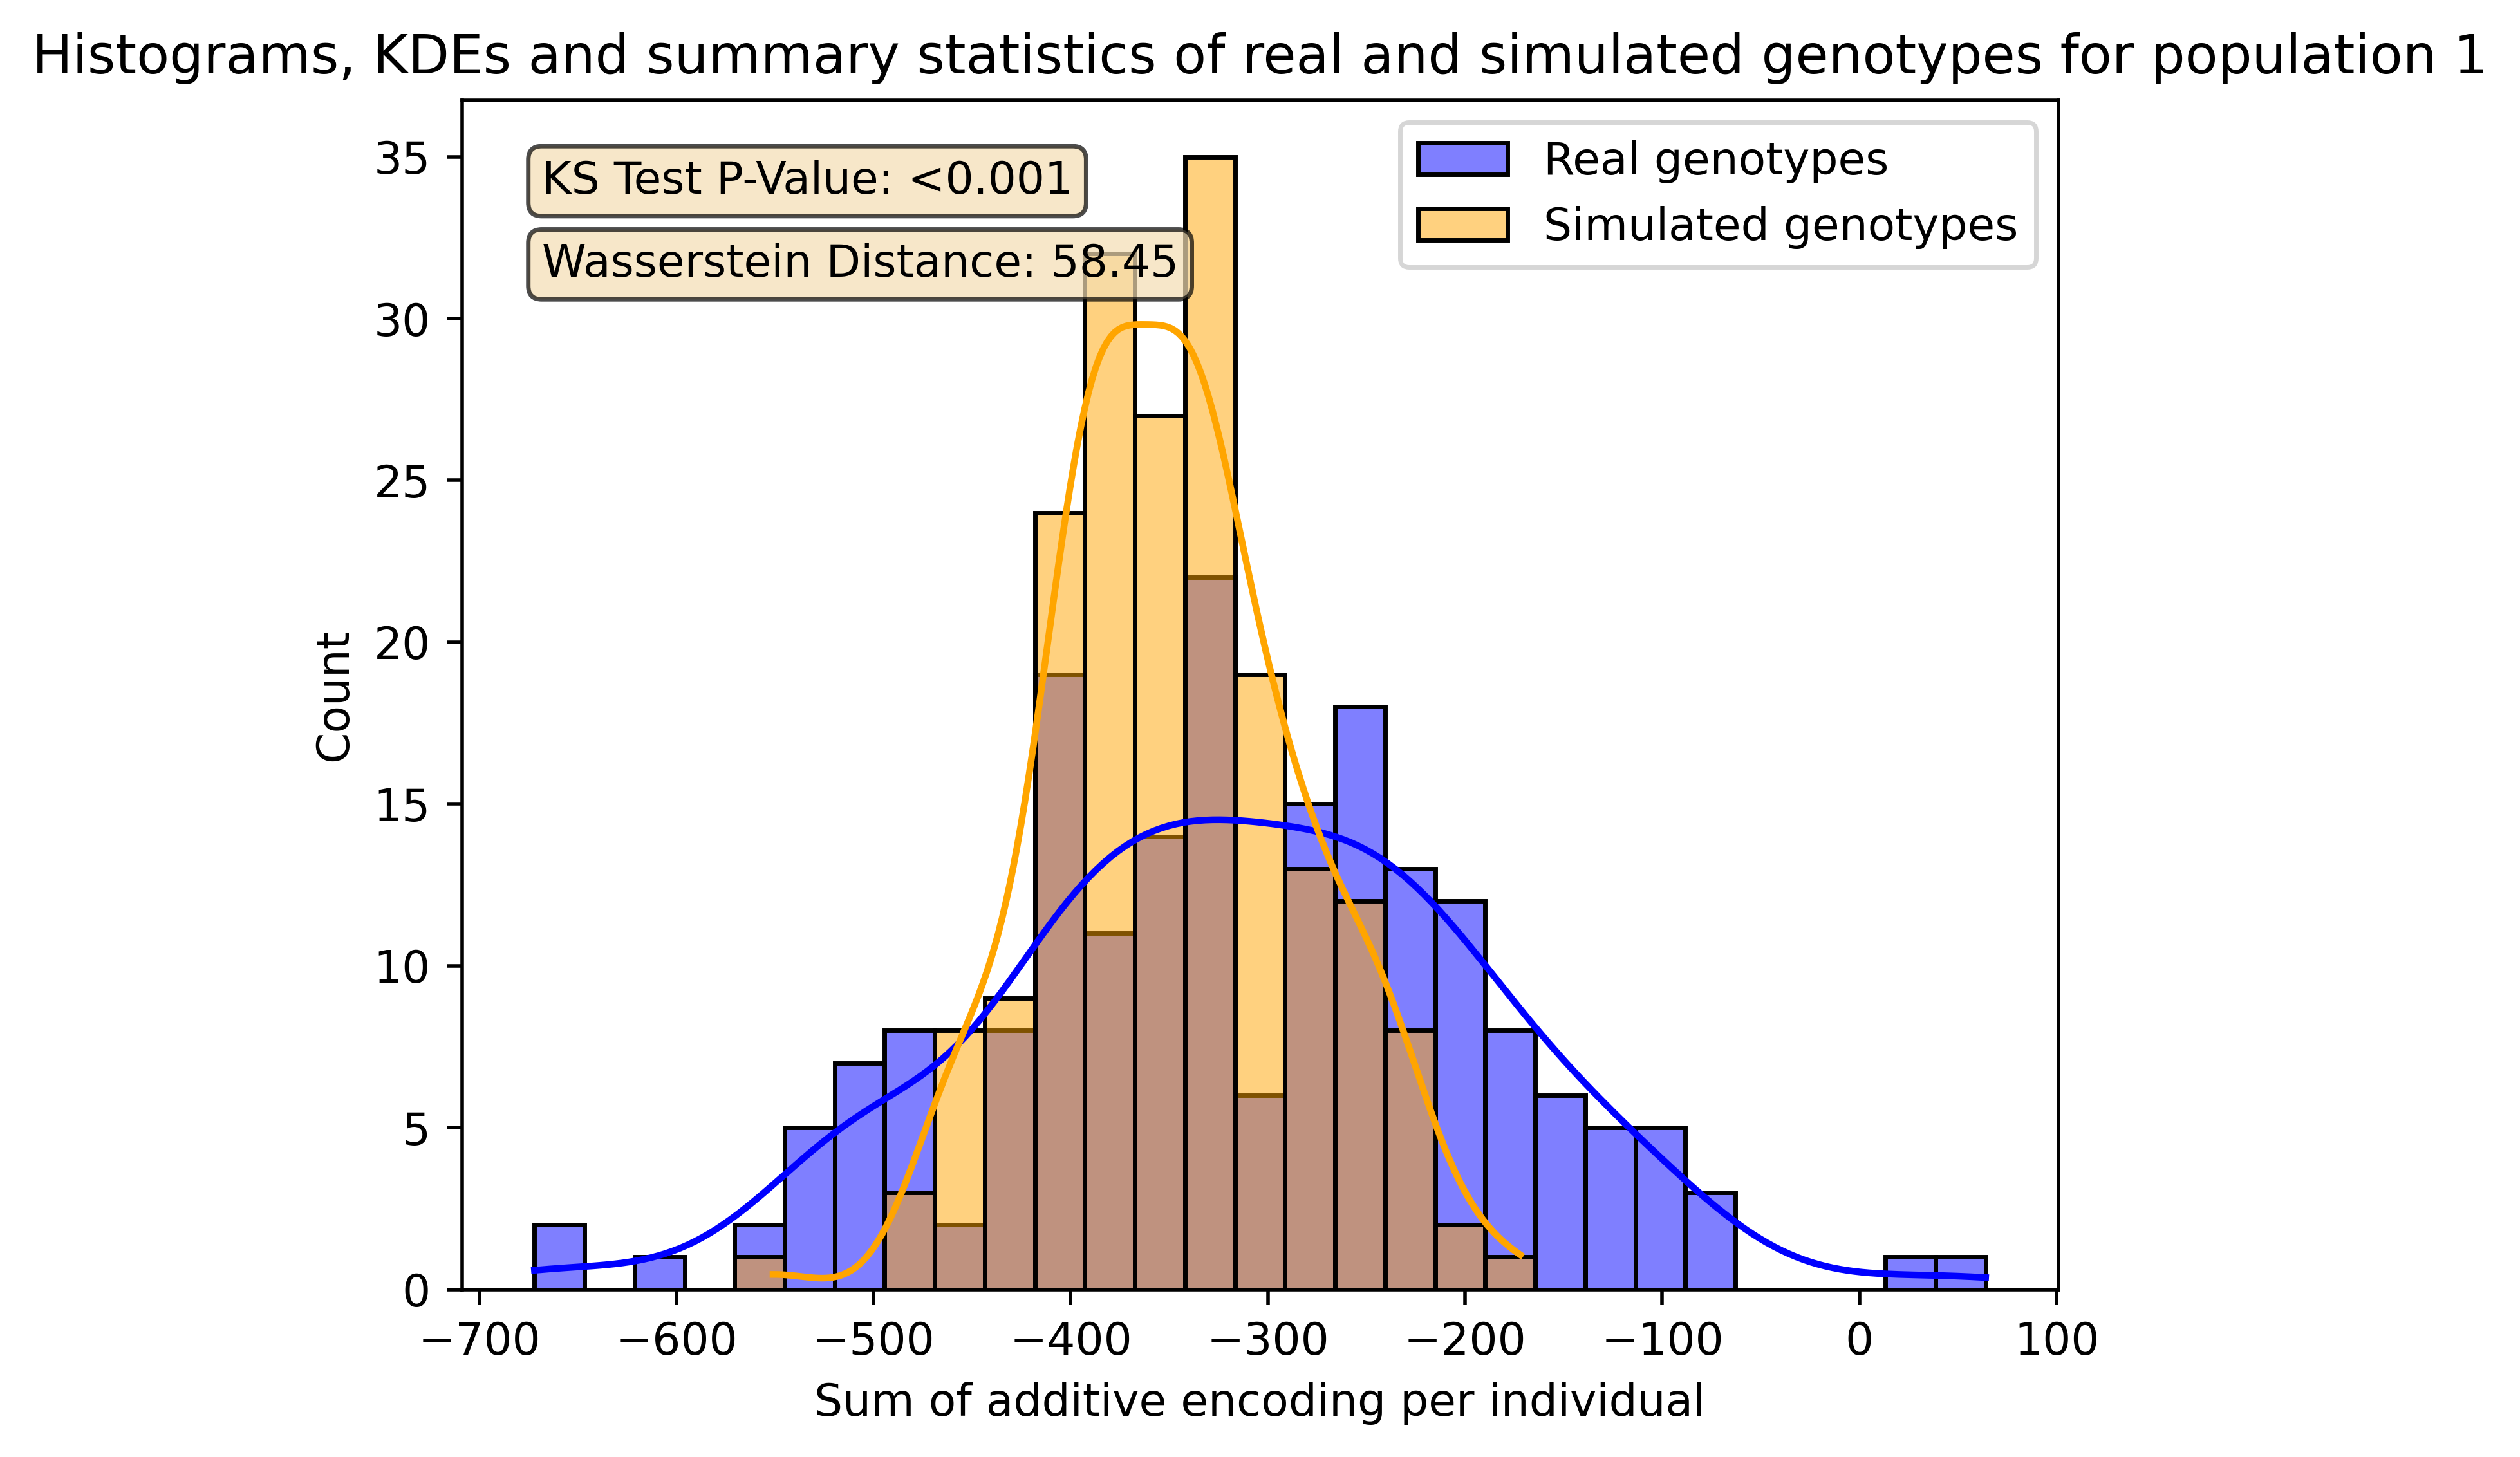 Histograms, KDEs and summary statistics of real and simulated genotypes for population 1
KS Test P-Value: <0.001
Wasserstein Distance: 58.45
Real genotypes
Simulated genotypes
35
30
25
20
15
10
5
0
Count
−700 −600 −500 −400 −300 −200 −100 0 100
Sum of additive encoding per individual